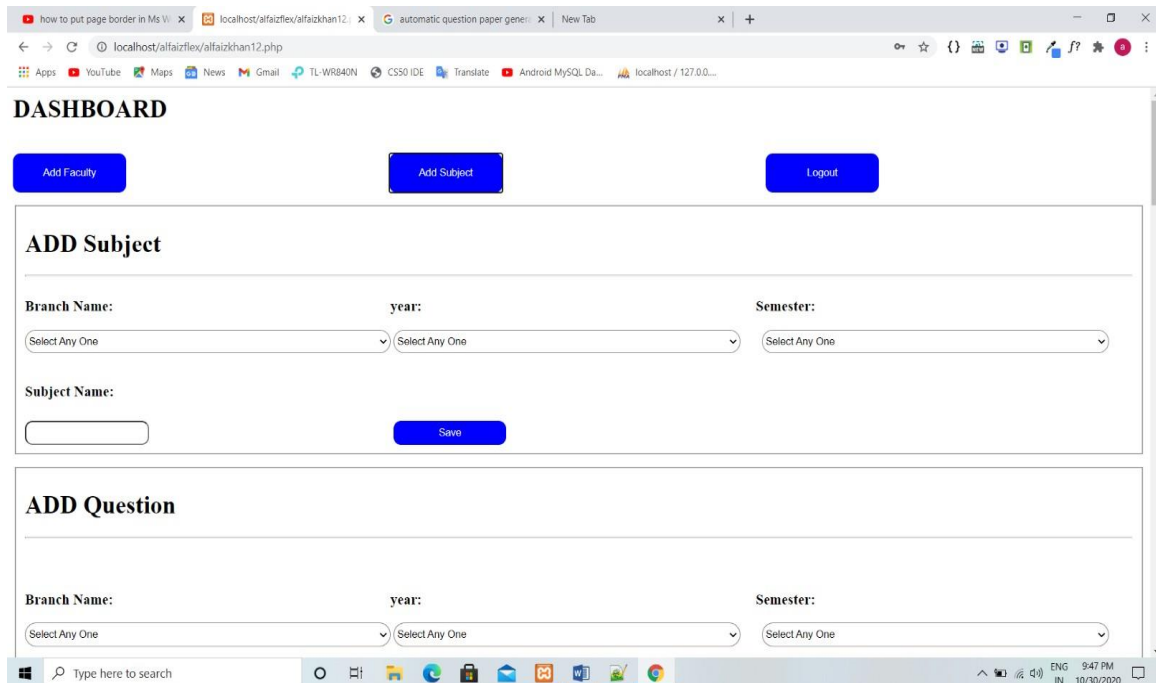 how to put page border in Ms W
localhost/alfaizflex/alfaizkhan12.
automatic question paper gener
New Tab
localhost/alfaizflex/alfaizkhan12.php
Apps YouTube Maps News Gmail TL-WR840N CS50 IDE Translate Android MySQL Da... localhost / 127.0.0....
DASHBOARD
Add Faculty Add Subject Logout
ADD Subject
Branch Name: year: Semester:
Select Any One Select Any One Select Any One
Subject Name:
Save
ADD Question
Branch Name: year: Semester:
Select Any One Select Any One Select Any One
Type here to search
ENG 9:47 PM
IN 10/30/2020